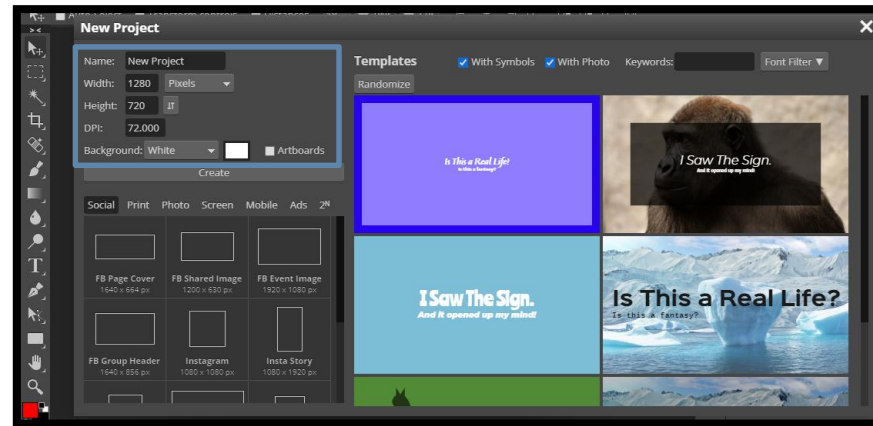 New Project
Name: New Project
Width: 1280 Pixels
Height: 720
DPI: 72.000
Background: White Artboards
Create
Social Print Photo Screen Mobile Ads 2ᴺ
FB Page Cover
1640 x 664 px
FB Shared Image
1200 x 630 px
FB Event Image
1920 x 1080 px
FB Group Header
1640 x 856 px
Instagram
1080 x 1080 px
Insta Story
1080 x 1920 px
Templates With Symbols With Photo Keywords: Font Filter ▼
Randomize
Is This a Real Life?
Is this a fantasy?
I Saw The Sign.
And it opened up my mind!
I Saw The Sign.
And it opened up my mind!
Is This a Real Life?
Is this a fantasy?